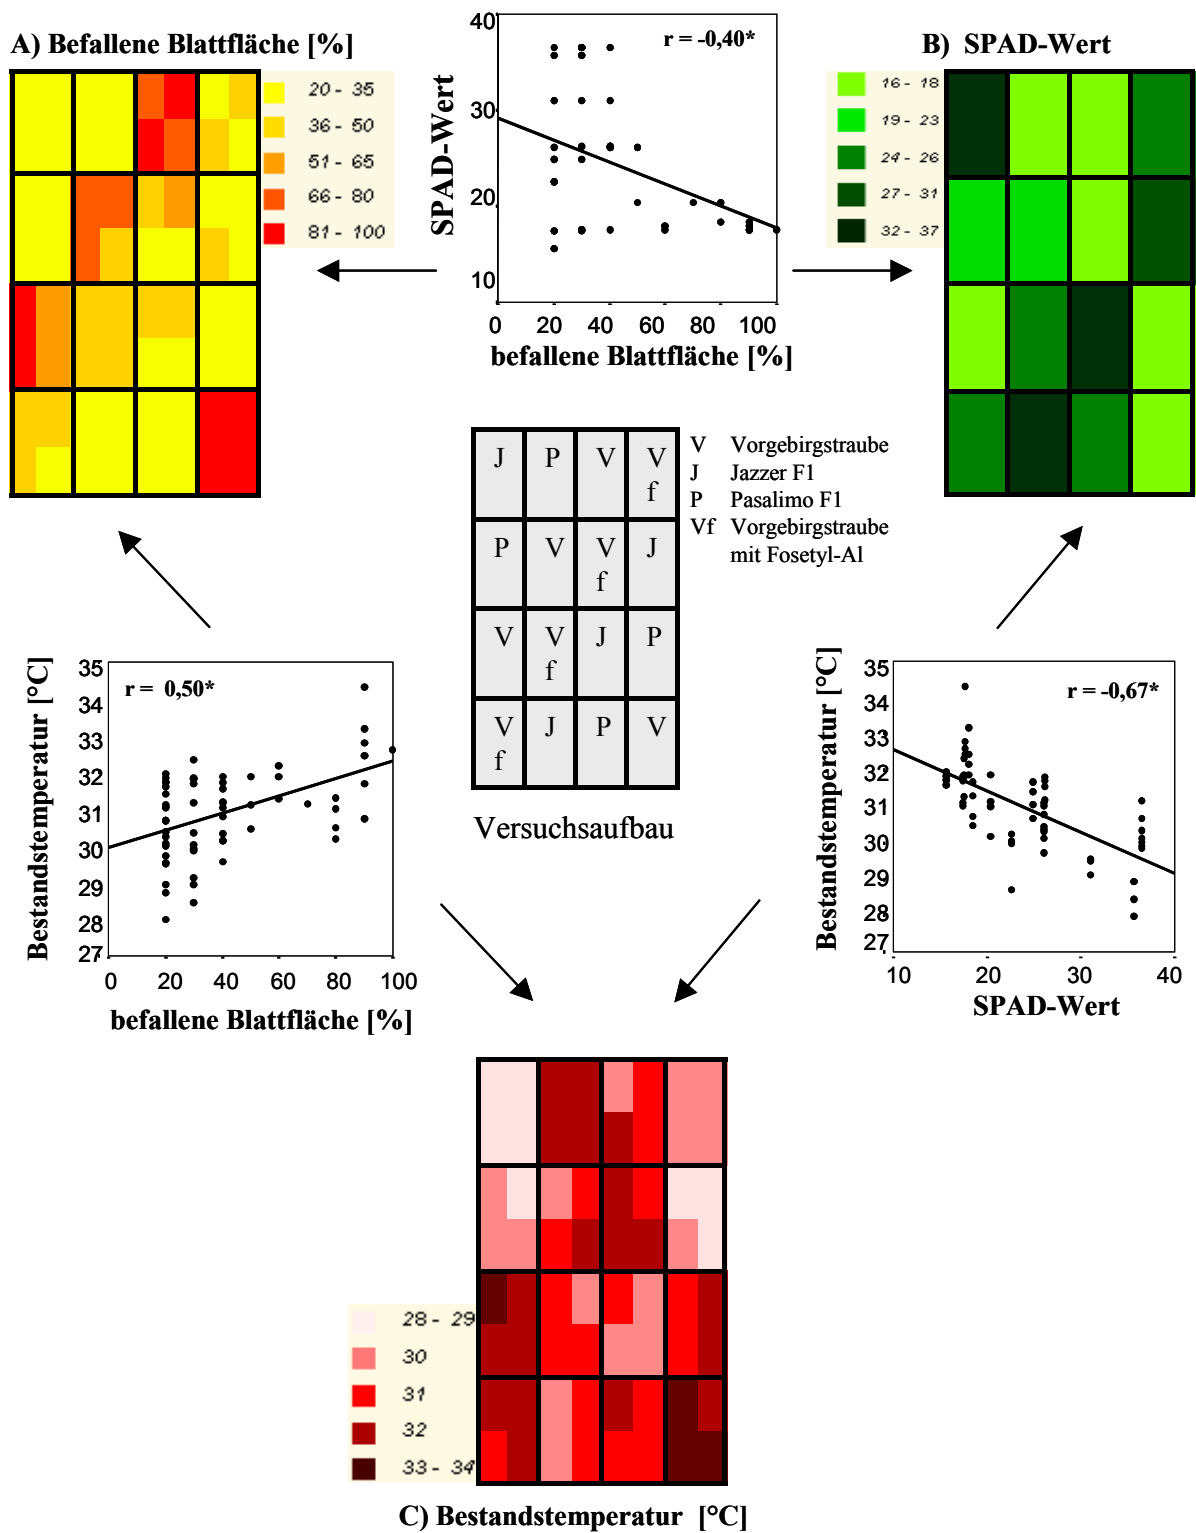 A) Befallene Blattfläche [%]
20 - 35
36 - 50
51 - 65
66 - 80
81 - 100
40
30
20
10
SPAD-Wert
r = -0,40*
0 20 40 60 80 100
befallene Blattfläche [%]
B) SPAD-Wert
16 - 18
19 - 23
24 - 26
27 - 31
32 - 37
J P V V f
P V V f J
V V f J P
V f J P V
Versuchsaufbau
V Vorgebirgstraube
J Jazzer F1
P Pasalimo F1
Vf Vorgebirgstraube
mit Fosetyl-Al
Bestandstemperatur [°C]
35
34
33
32
31
30
29
28
27
r = 0,50*
0 20 40 60 80 100
befallene Blattfläche [%]
Bestandstemperatur [°C]
35
34
33
32
31
30
29
28
27
r = -0,67*
10 20 30 40
SPAD-Wert
28 - 29
30
31
32
33 - 34
C) Bestandstemperatur [°C]